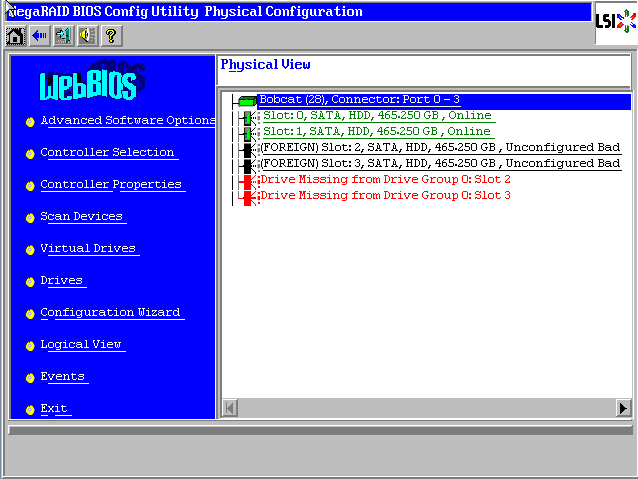 MegaRAID BIOS Config Utility Physical Configuration
LSI
WebBIOS
Physical View
Advanced Software Options
Controller Selection
Controller Properties
Scan Devices
Virtual Drives
Drives
Configuration Wizard
Logical View
Events
Exit
Bobcat (28), Connector: Port 0 - 3
Slot: 0, SATA, HDD, 465.250 GB, Online
Slot: 1, SATA, HDD, 465.250 GB, Online
(FOREIGN) Slot: 2, SATA, HDD, 465.250 GB, Unconfigured Bad
(FOREIGN) Slot: 3, SATA, HDD, 465.250 GB, Unconfigured Bad
Drive Missing from Drive Group 0: Slot 2
Drive Missing from Drive Group 0: Slot 3